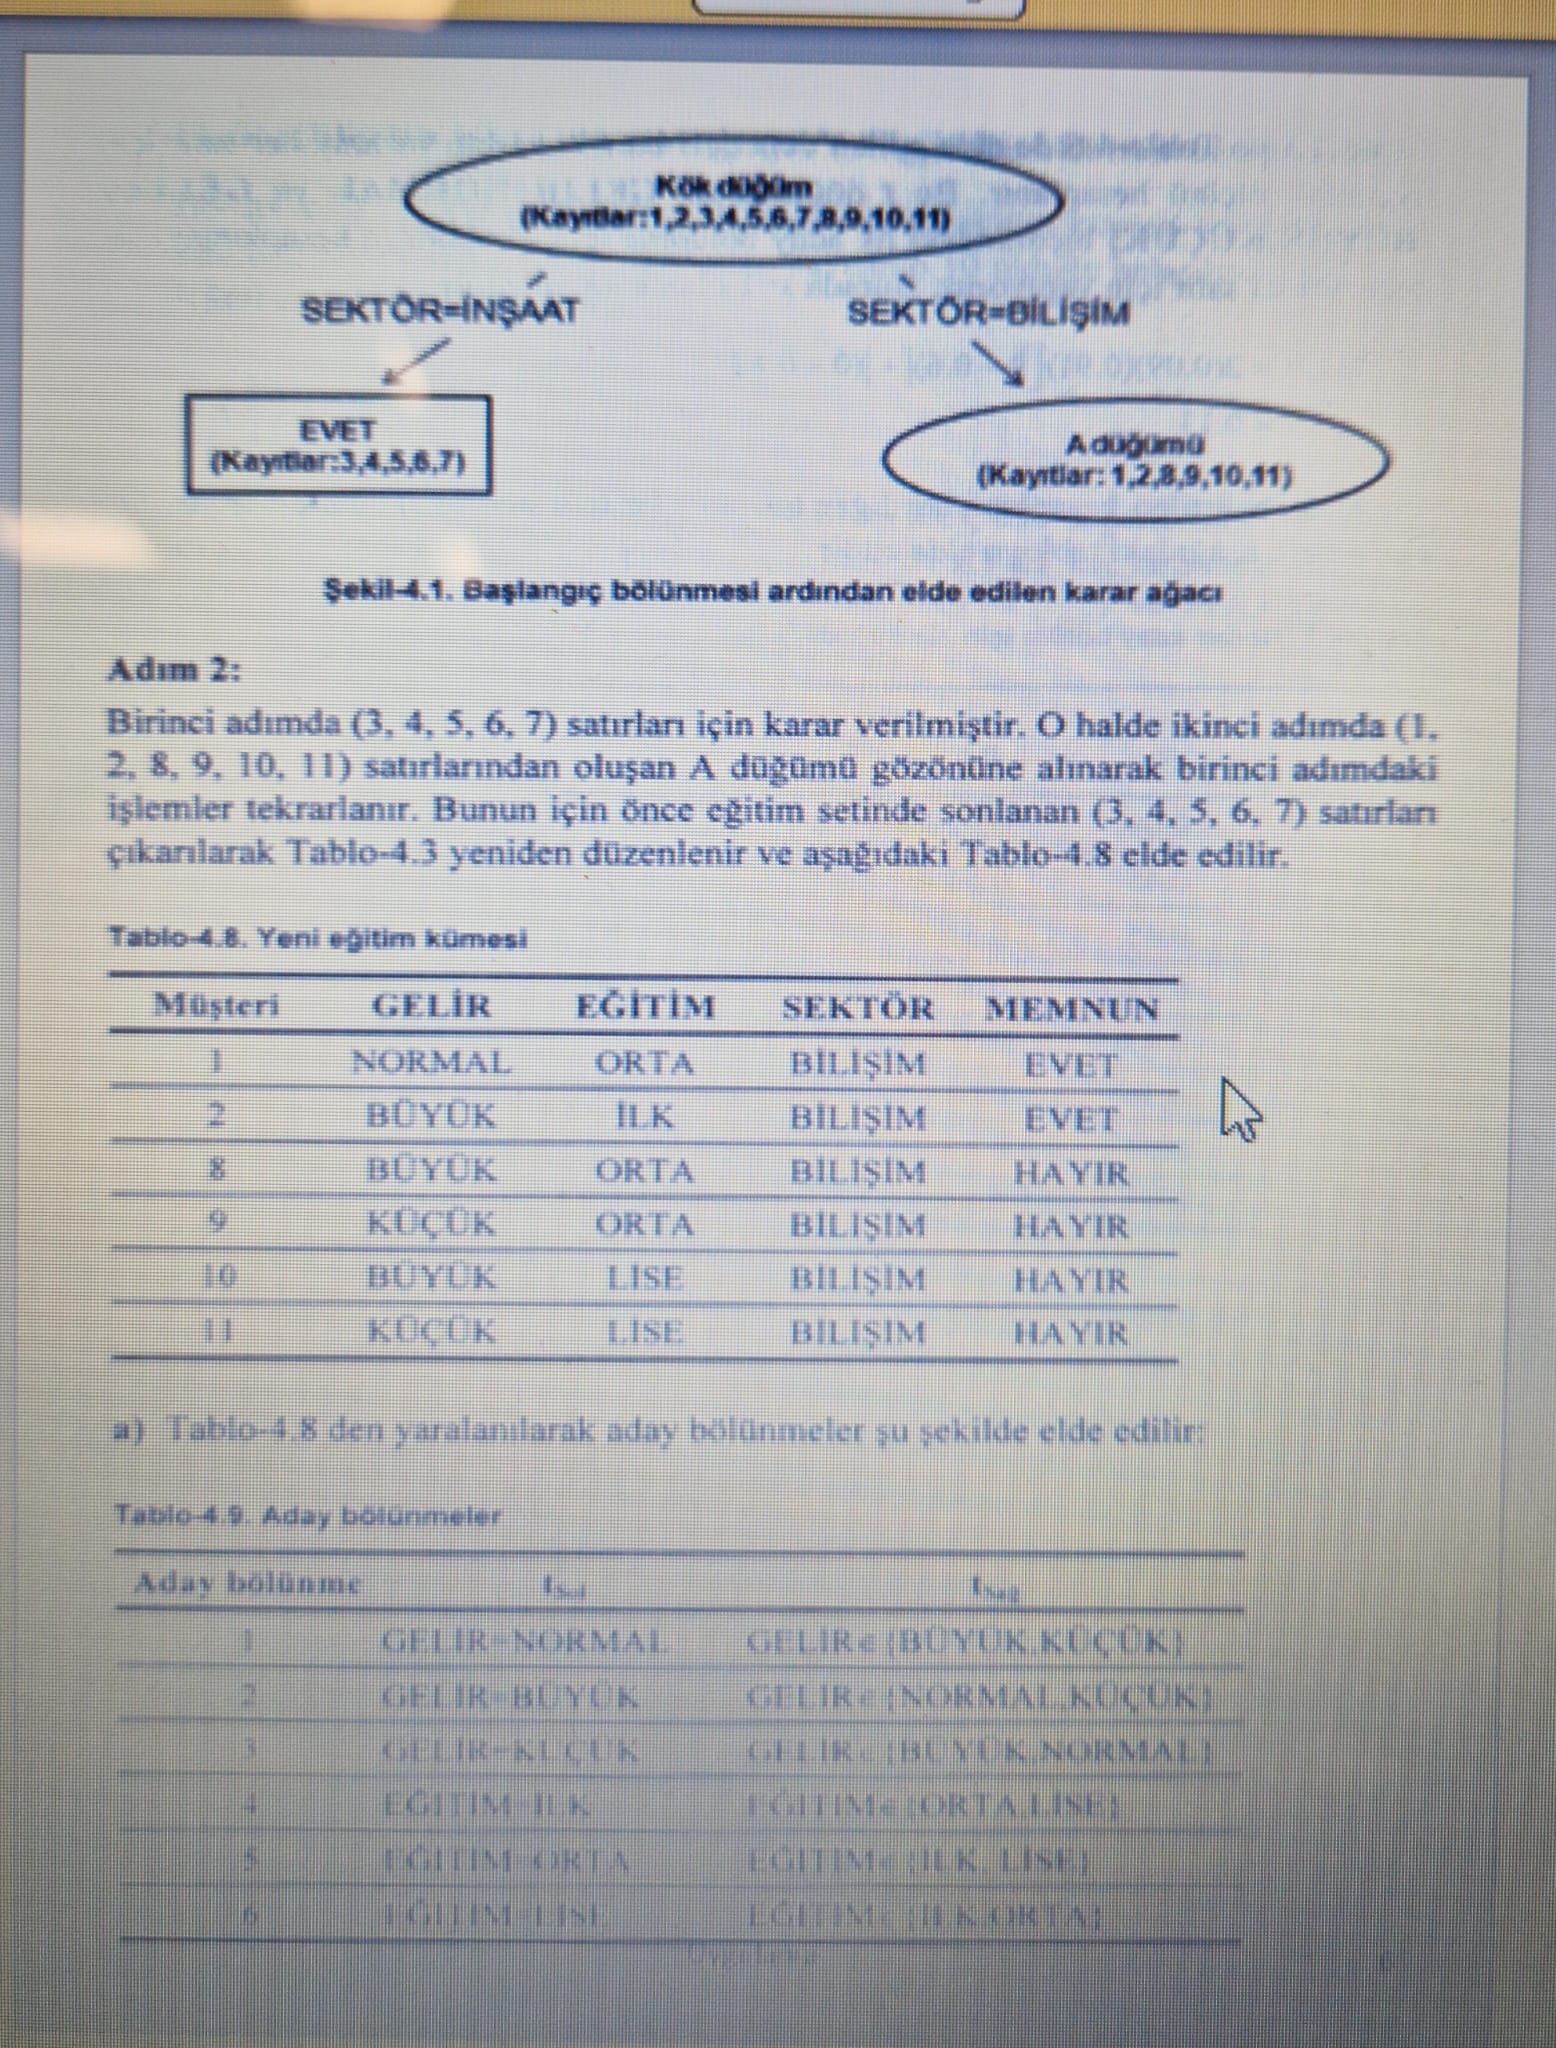 Kök düğüm
(Kayıtlar:1,2,3,4,5,6,7,8,9,10,11)
SEKTÖR=İNŞAAT SEKTÖR=BİLİŞİM
EVET
(Kayıtlar:3,4,5,6,7)
A düğümü
(Kayıtlar: 1,2,8,9,10,11)
Şekil-4.1. Başlangıç bölünmesi ardından elde edilen karar ağacı
Adım 2:
Birinci adımda (3, 4, 5, 6, 7) satırları için karar verilmiştir. O halde ikinci adımda (1,
2, 8, 9, 10, 11) satırlarından oluşan A düğümü gözönüne alınarak birinci adımdaki
işlemler tekrarlanır. Bunun için önce eğitim setinde sonlanan (3, 4, 5, 6, 7) satırları
çıkarılarak Tablo-4.3 yeniden düzenlenir ve aşağıdaki Tablo-4.8 elde edilir.
Tablo-4.8. Yeni eğitim kümesi
Müşteri GELİR EĞİTİM SEKTÖR MEMNUN
1 NORMAL ORTA BİLİŞİM EVET
2 BÜYÜK İLK BİLİŞİM EVET
8 BÜYÜK ORTA BİLİŞİM HAYIR
9 KÜÇÜK ORTA BİLİŞİM HAYIR
10 BÜYÜK LİSE BİLİŞİM HAYIR
11 KÜÇÜK LİSE BİLİŞİM HAYIR
a) Tablo-4.8 den yaralanılarak aday bölünmeler şu şekilde elde edilir:
Tablo-4.9. Aday bölünmeler
Aday bölünme tSol tSağ
1 GELİR=NORMAL GELİR∈{BÜYÜK,KÜÇÜK}
2 GELİR=BÜYÜK GELİR∈{NORMAL,KÜÇÜK}
3 GELİR=KÜÇÜK GELİR∈{BÜYÜK,NORMAL}
4 EĞİTİM=İLK EĞİTİM∈{ORTA,LİSE}
5 EĞİTİM=ORTA EĞİTİM∈{İLK, LİSE}
6 EĞİTİM=LİSE EĞİTİM∈{İLK,ORTA}
6